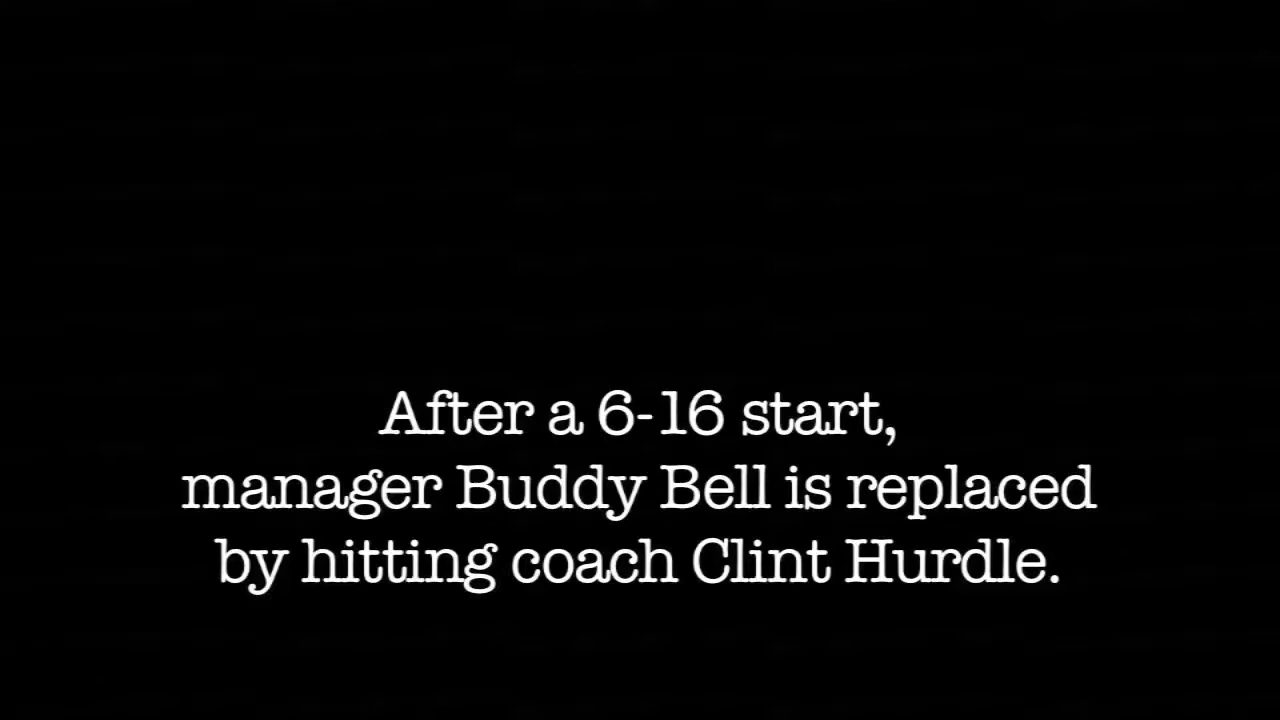 After a 6-16 start,
manager Buddy Bell is replaced
by hitting coach Clint Hurdle.